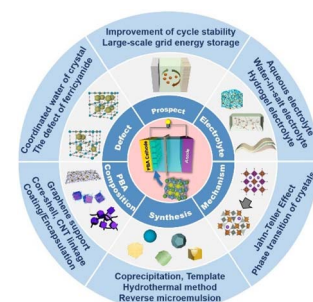 Improvement of cycle stability
Large-scale grid energy storage
Aqueous electrolyte
Water-in-salt electrolyte
Hydrogel electrolyte
Jahn-Teller Effect
Phase transition of crystals
Coprecipitation, Template
Hydrothermal method
Reverse microemulsion
Graphene support
Core-shell, CNT linkage
Coating/Encapsulation
Coordinated water of crystal
The defect of ferricyanide
Prospect
Electrolyte
Mechanism
Synthesis
PBA
Composition
Defect
PBA Cathode
Anode